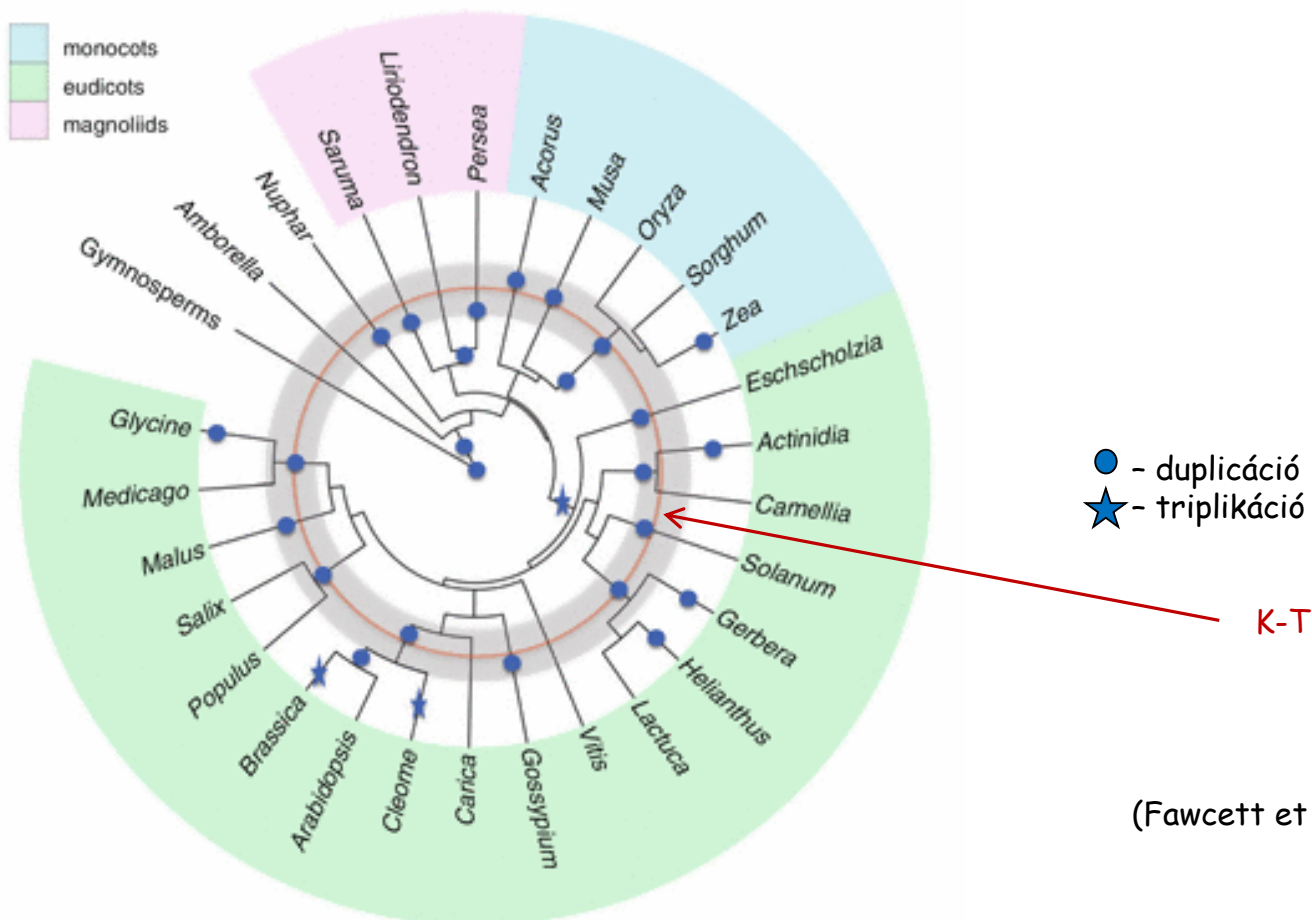 monocots
eudicots
magnoliids
Gymnosperms
Amborella
Nuphar
Saruma
Liriodendron
Persea
Acorus
Musa
Oryza
Sorghum
Zea
Eschscholzia
Actinidia
Camellia
Solanum
Gerbera
Helianthus
Lactuca
Vitis
Gossypium
Carica
Cleome
Arabidopsis
Brassica
Populus
Salix
Malus
Medicago
Glycine
- duplicáció
- triplikáció
K-T
(Fawcett et